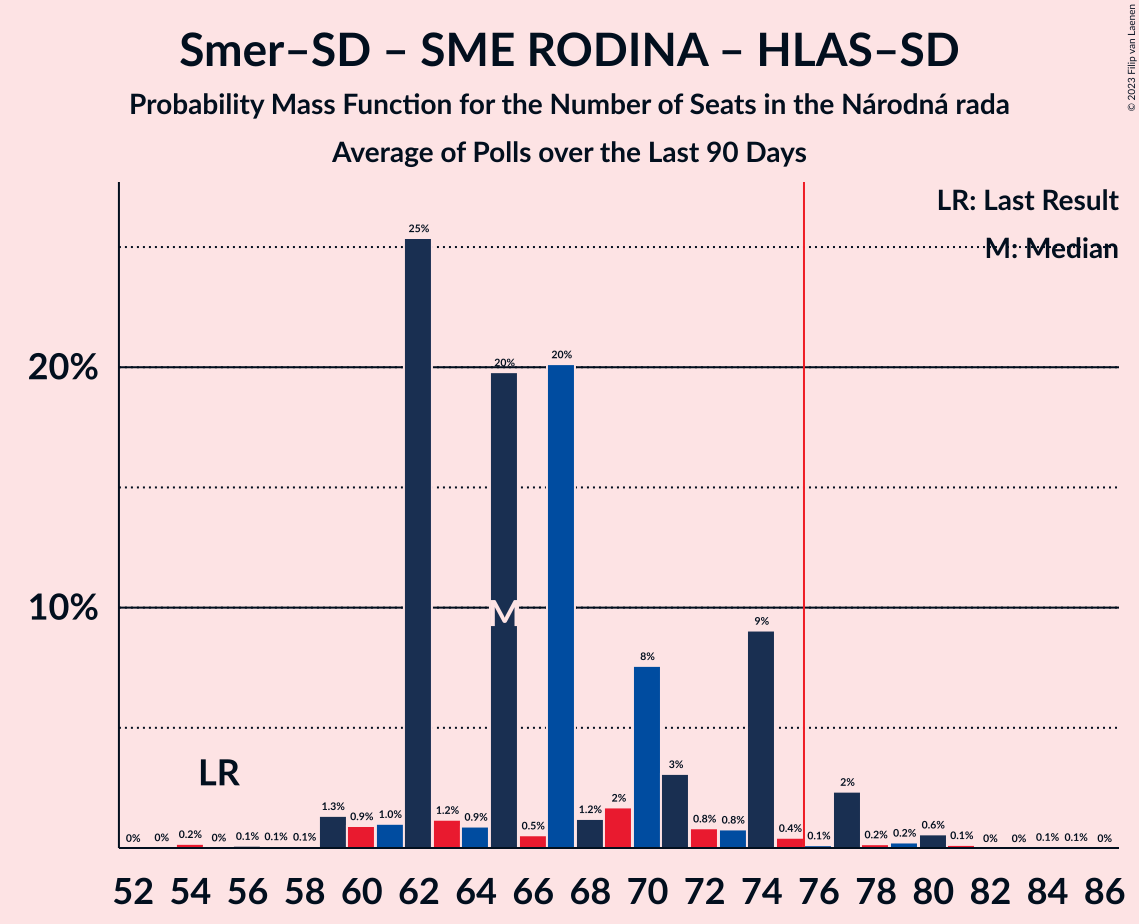 Smer–SD – SME RODINA – HLAS–SD
Probability Mass Function for the Number of Seats in the Národná rada
Average of Polls over the Last 90 Days
© 2023 Filip van Laenen
LR: Last Result
M: Median
20%
10%
LR
M
0% 0% 0.2% 0% 0.1% 0.1% 0.1% 1.3% 0.9% 1.0% 25% 1.2% 0.9% 20% 0.5% 20% 1.2% 2% 8% 3% 0.8% 0.8% 9% 0.4% 0.1% 2% 0.2% 0.2% 0.6% 0.1% 0% 0% 0.1% 0.1% 0%
52 54 56 58 60 62 64 66 68 70 72 74 76 78 80 82 84 86